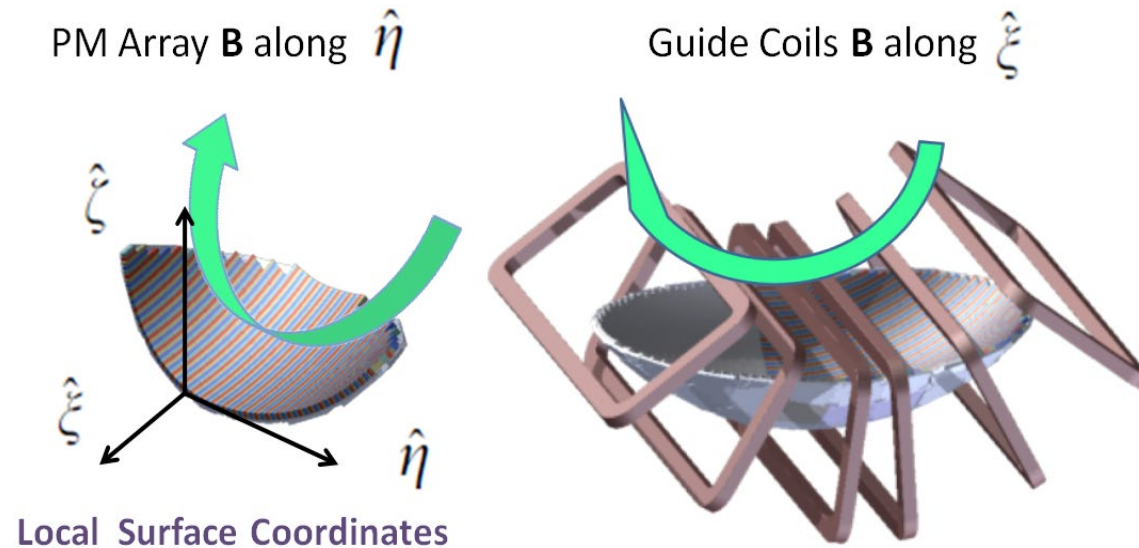 PM Array B along η̂
Guide Coils B along ξ̂
ζ̂
ξ̂
η̂
Local Surface Coordinates